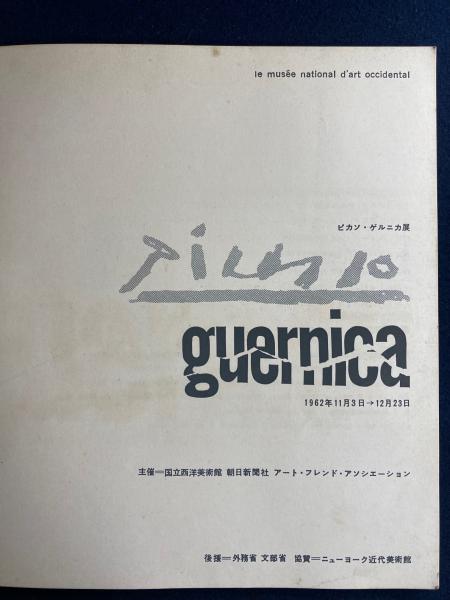 le musée national d'art occidental
ピカソ・ゲルニカ展
Picasso
guernica
1962年11月3日→12月23日
主催＝国立西洋美術館 朝日新聞社 アート・フレンド・アソシエーション
後援＝外務省 文部省 協賛＝ニューヨーク近代美術館